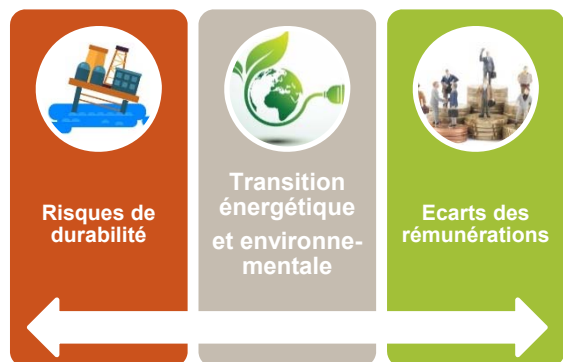 Risques de
durabilité
Transition
énergétique
et environne-
mentale
Ecarts des
rémunérations